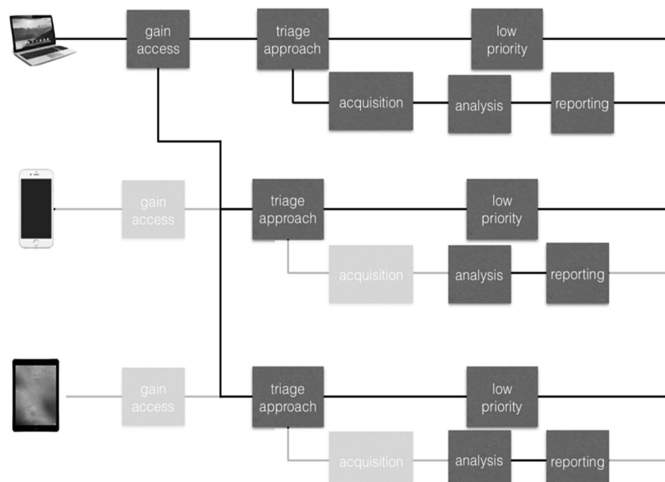 gain
access
triage
approach
low
priority
acquisition
analysis
reporting
gain
access
triage
approach
low
priority
acquisition
analysis
reporting
gain
access
triage
approach
low
priority
acquisition
analysis
reporting